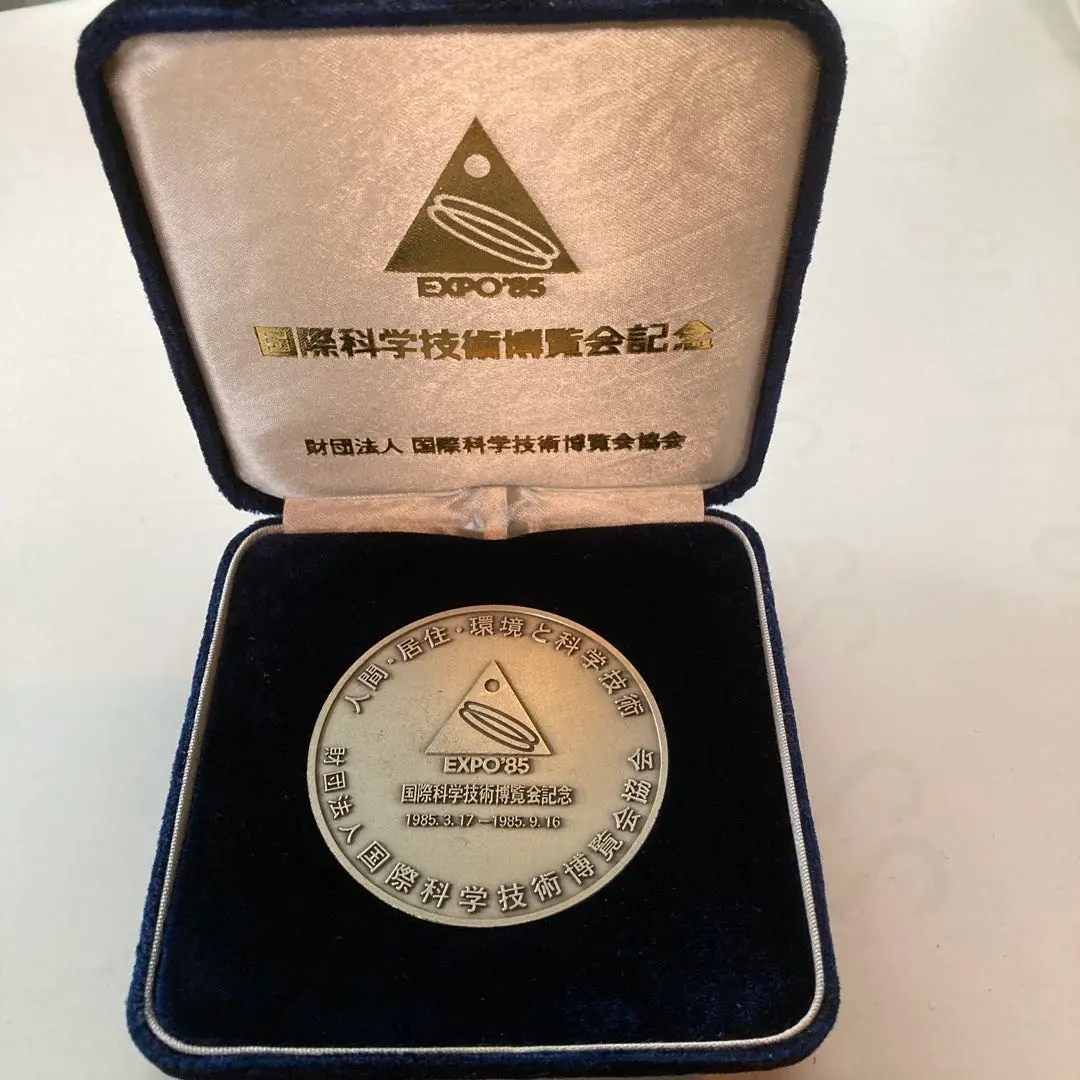 EXPO'85
国際科学技術博覧会記念
財団法人 国際科学技術博覧会協会
人間・居住・環境と科学技術
EXPO'85
国際科学技術博覧会記念
1985.3.17－1985.9.16
財団法人国際科学技術博覧会協会